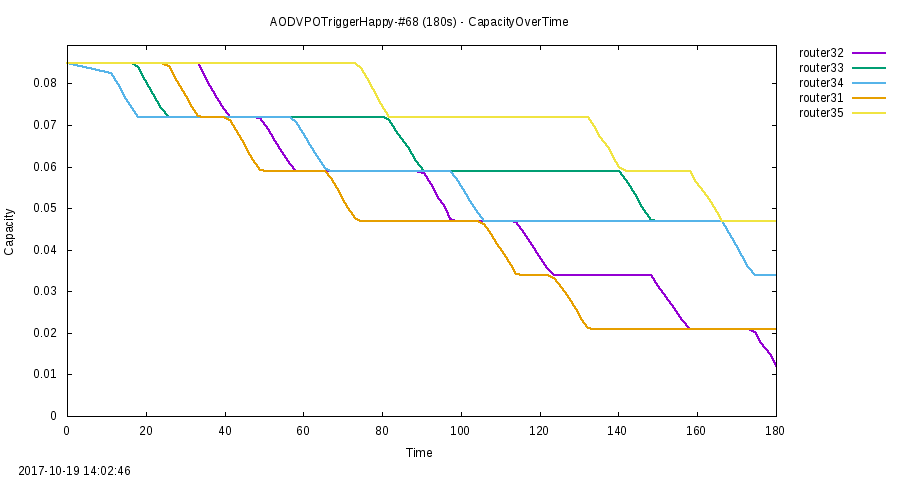 AODVPOTriggerHappy-#68 (180s) - CapacityOverTime
router32
router33
router34
router31
router35
0.08
0.07
0.06
0.05
0.04
0.03
0.02
0.01
0
Capacity
0 20 40 60 80 100 120 140 160 180
Time
2017-10-19 14:02:46